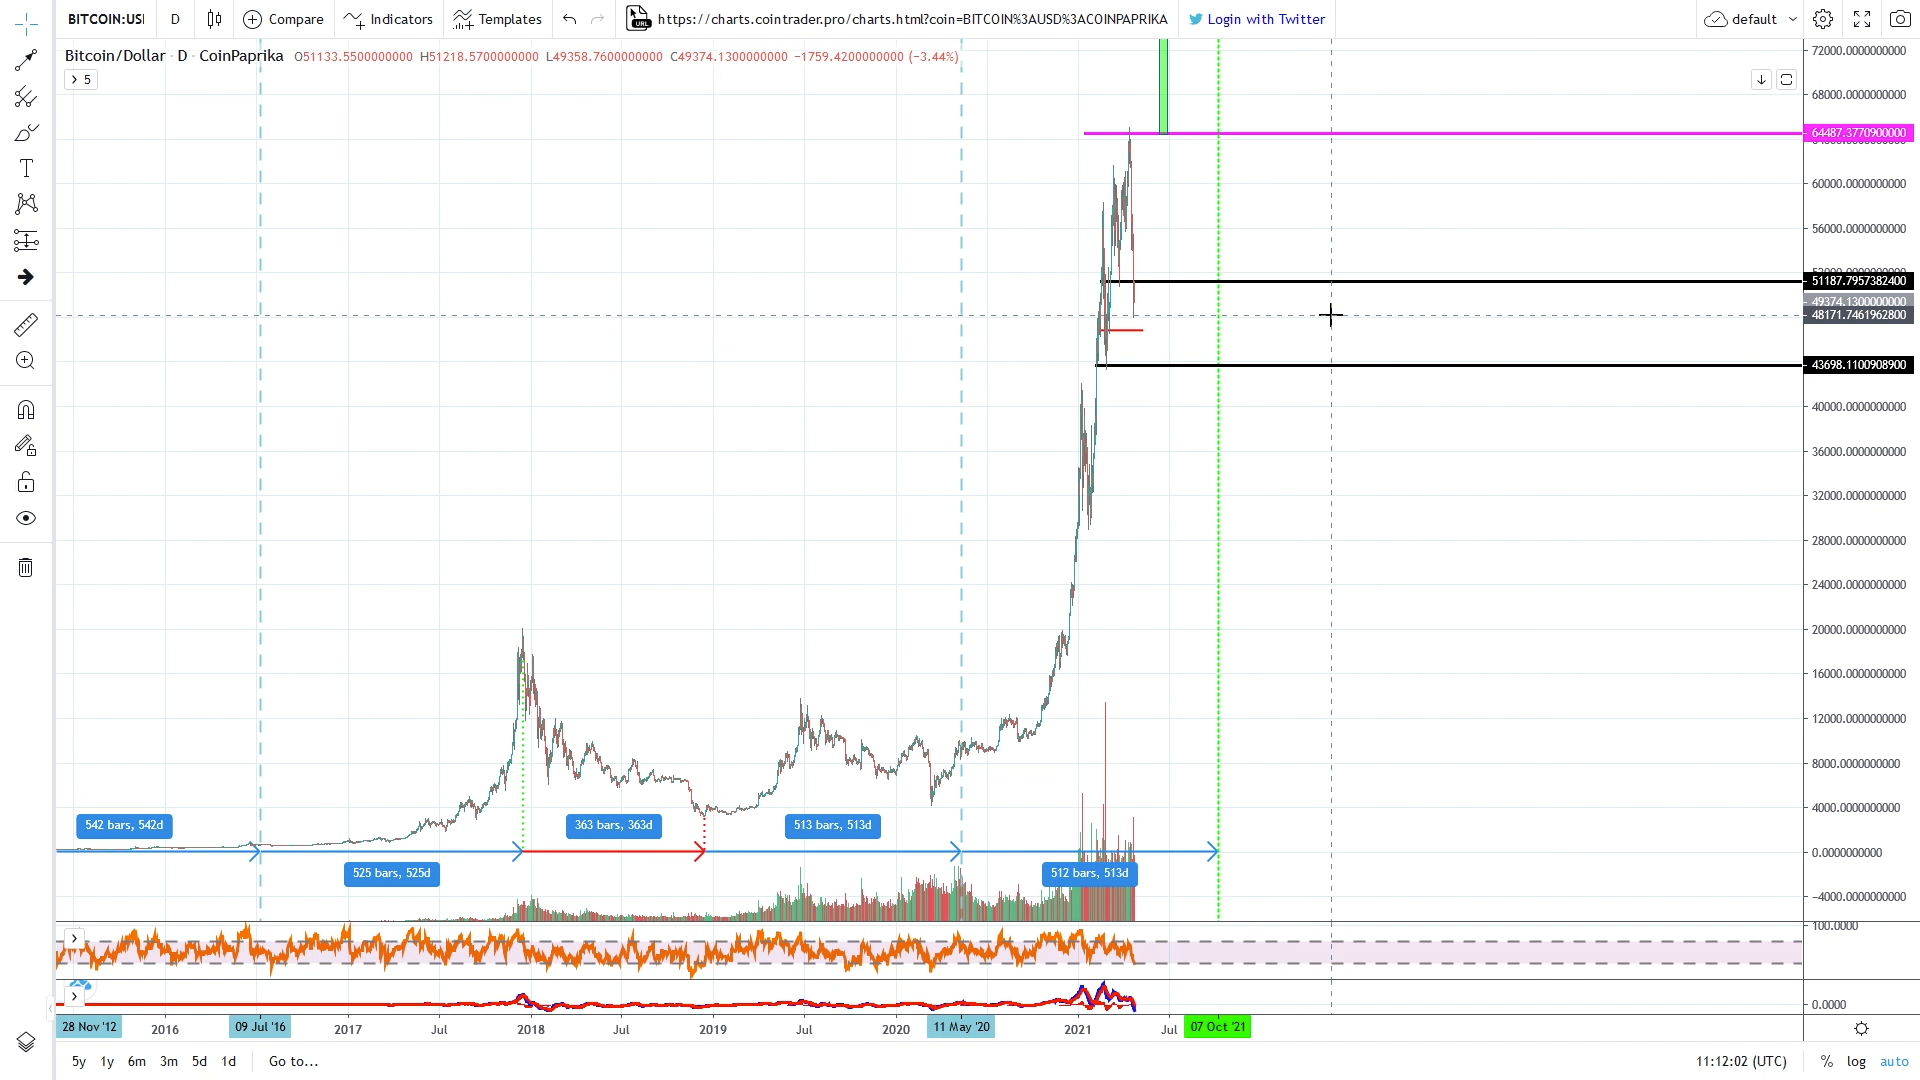 BITCOIN:USI D Compare Indicators Templates https://charts.cointrader.pro/charts.html?coin=BITCOIN%3AUSD%3ACOINPAPRIKA Login with Twitter default
URL
Bitcoin/Dollar D CoinPaprika O51133.5500000000 H51218.5700000000 L49358.7600000000 C49374.1300000000 −1759.4200000000 (−3.44%)
5
72000.0000000000
68000.0000000000
64487.3770900000
60000.0000000000
56000.0000000000
51187.7957382400
49374.1300000000
48171.7461962800
43698.1100908900
40000.0000000000
36000.0000000000
32000.0000000000
28000.0000000000
24000.0000000000
20000.0000000000
16000.0000000000
12000.0000000000
8000.0000000000
4000.0000000000
542 bars, 542d
363 bars, 363d
513 bars, 513d
0.0000000000
525 bars, 525d
512 bars, 513d
−4000.0000000000
100.0000
0.0000
28 Nov '12 2016 09 Jul '16 2017 Jul 2018 Jul 2019 Jul 2020 11 May '20 2021 Jul 07 Oct '21
5y 1y 6m 3m 5d 1d Go to... 11:12:02 (UTC) % log auto